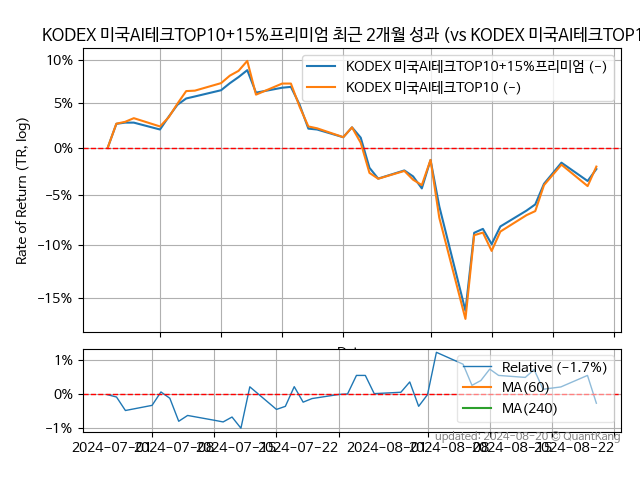 KODEX 미국AI테크TOP10+15%프리미엄 최근 2개월 성과 (vs KODEX 미국AI테크TOP1
Rate of Return (TR, log)
10%
5%
0%
−5%
−10%
−15%
KODEX 미국AI테크TOP10+15%프리미엄 (−)
KODEX 미국AI테크TOP10 (−)
1%
0%
−1%
Relative (−1.7%)
MA(60)
MA(240)
updated: 2024-08-20 © QuantKang
2024-07-01
2024-07-08
2024-07-15
2024-07-22
2024-08-01
2024-08-08
2024-08-15
2024-08-22